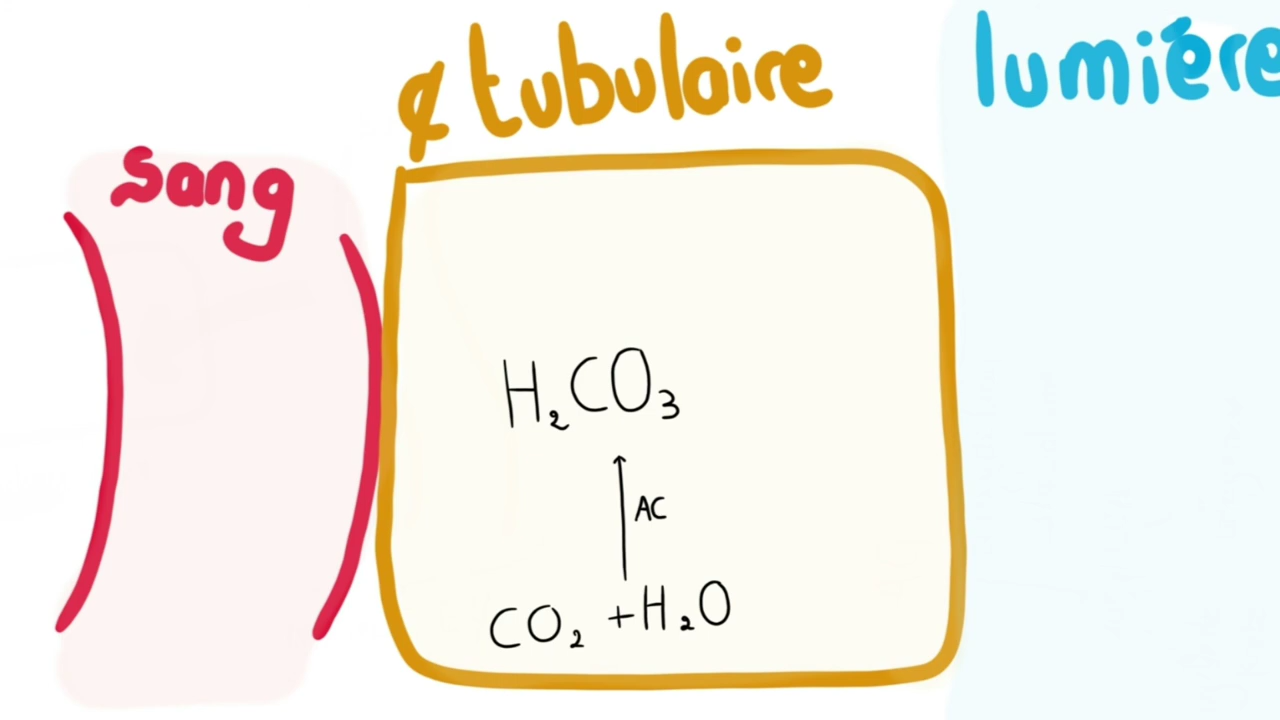 ¢ tubulaire
lumière
sang
H₂CO₃
AC
CO₂ + H₂O